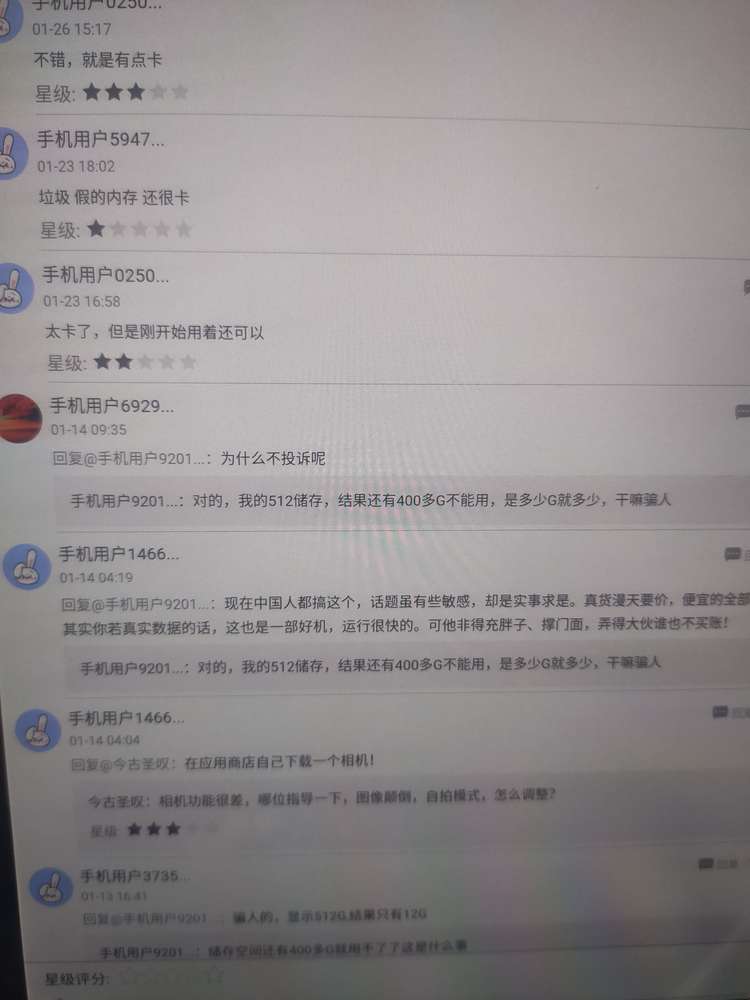 手机用户0250...
01-26 15:17
不错，就是有点卡
星级:
手机用户5947...
01-23 18:02
垃圾 假的内存 还很卡
星级:
手机用户0250...
01-23 16:58
太卡了，但是刚开始用着还可以
星级:
手机用户6929...
01-14 09:35
回复@手机用户9201...：为什么不投诉呢
手机用户9201...：对的，我的512储存，结果还有400多G不能用，是多少G就多少，干嘛骗人
手机用户1466...
01-14 04:19
回复@手机用户9201...：现在中国人都搞这个，话题虽有些敏感，却是实事求是。真货漫天要价，便宜的全部
其实你若真实数据的话，这也是一部好机，运行很快的。可他非得充胖子、撑门面，弄得大伙谁也不买账！
手机用户9201...：对的，我的512储存，结果还有400多G不能用，是多少G就多少，干嘛骗人
手机用户1466...
01-14 04:04
回复@今古圣叹：在应用商店自己下载一个相机！
今古圣叹：相机功能很差，哪位指导一下，图像颠倒，自拍模式，怎么调整？
星级:
手机用户3735...
01-13 16:41
回复
回复@手机用户9201...：骗人的，显示512G,结果只有12G
手机用户9201...：储存空间还有400多G就用不了了这是什么事
星级评分: